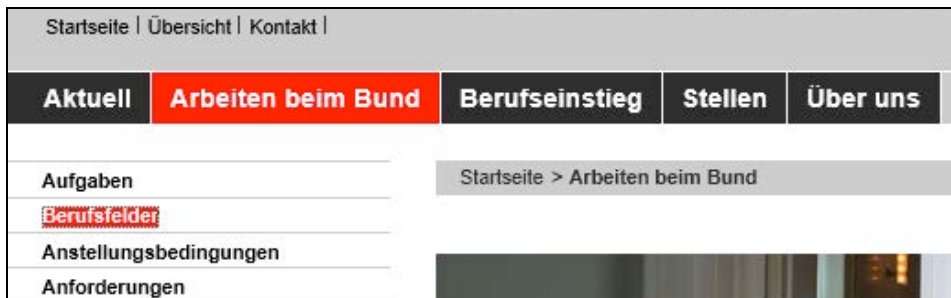 Startseite | Übersicht | Kontakt |
Aktuell Arbeiten beim Bund Berufseinstieg Stellen Über uns
Aufgaben
Berufsfelder
Anstellungsbedingungen
Anforderungen
Startseite > Arbeiten beim Bund